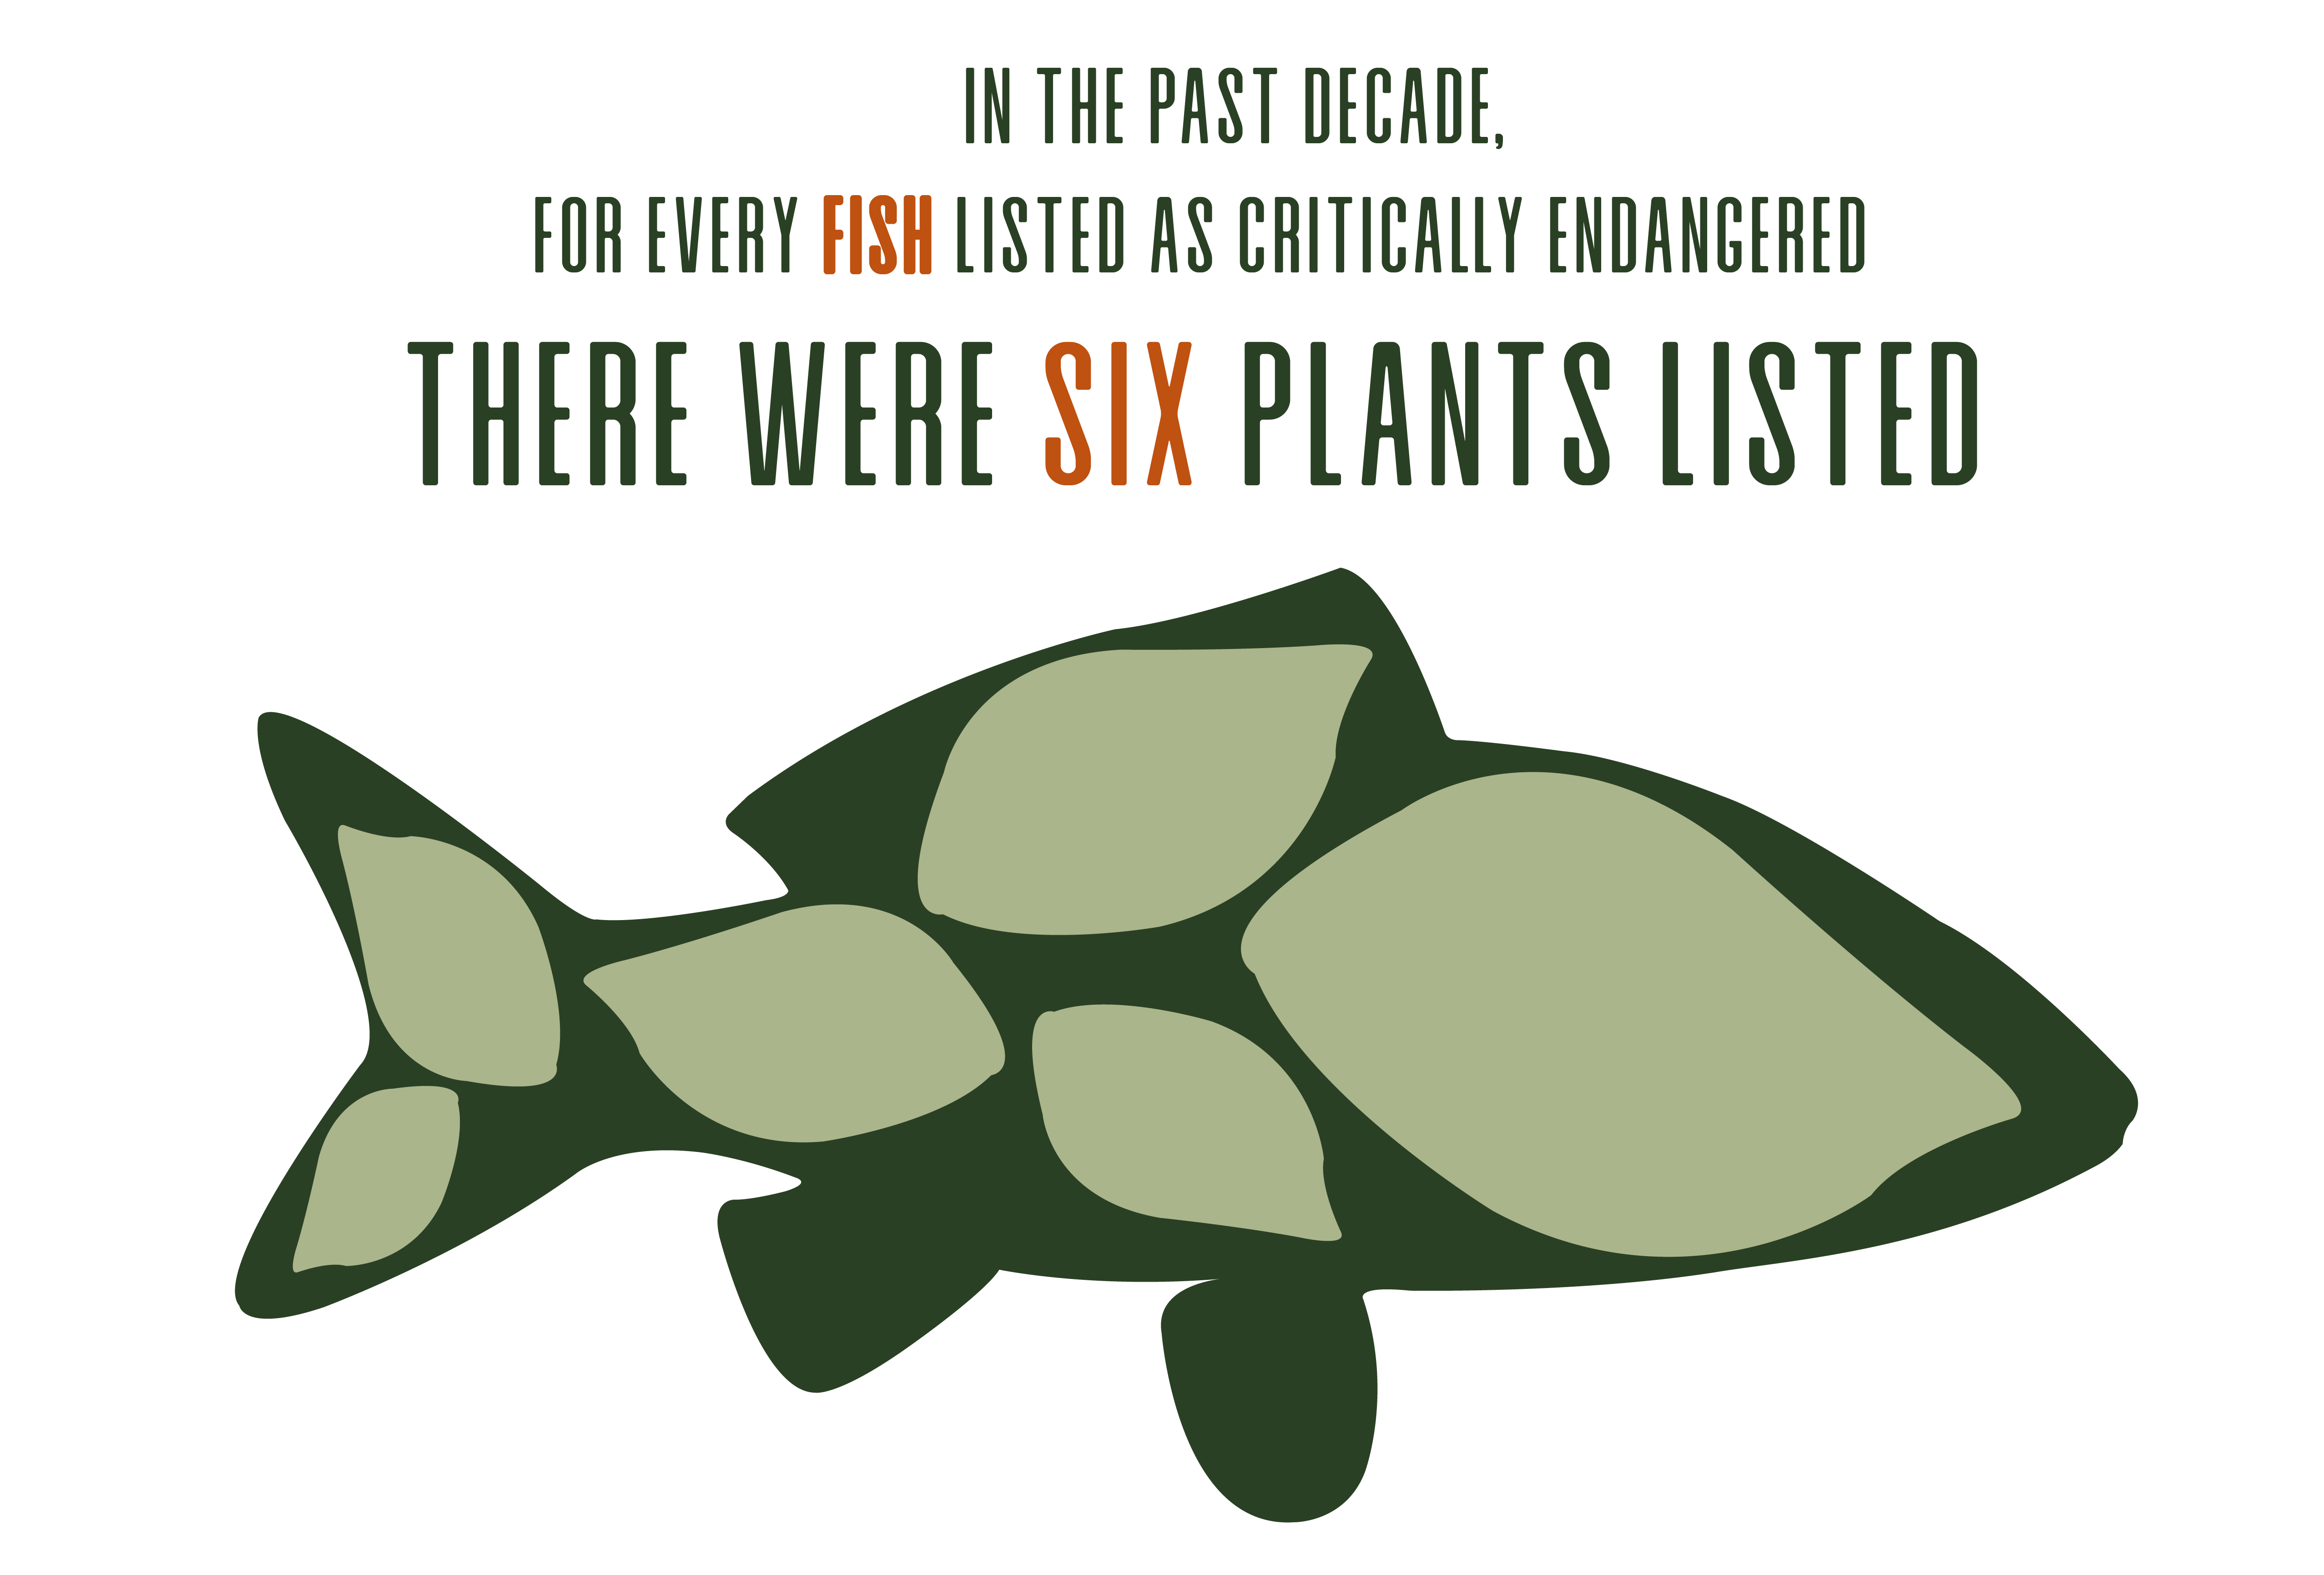 IN THE PAST DECADE,
FOR EVERY FISH LISTED AS CRITICALLY ENDANGERED
THERE WERE SIX PLANTS LISTED